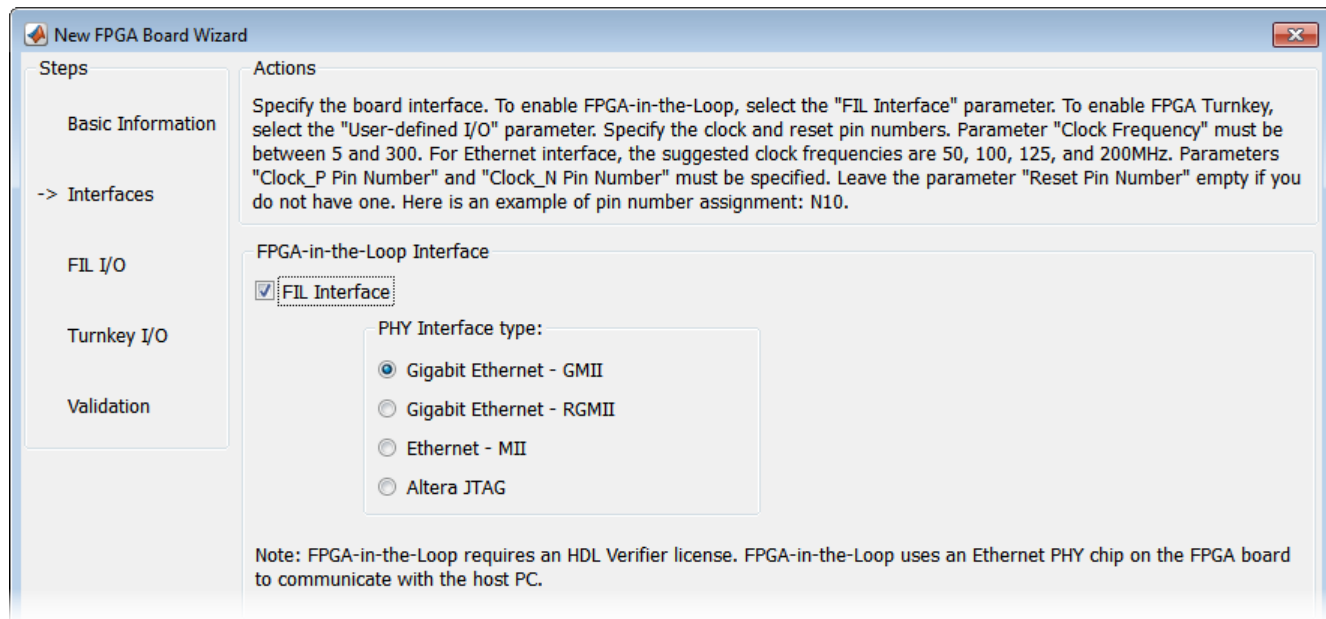 New FPGA Board Wizard
Steps
Basic Information
-> Interfaces
FIL I/O
Turnkey I/O
Validation
Actions
Specify the board interface. To enable FPGA-in-the-Loop, select the "FIL Interface" parameter. To enable FPGA Turnkey,
select the "User-defined I/O" parameter. Specify the clock and reset pin numbers. Parameter "Clock Frequency" must be
between 5 and 300. For Ethernet interface, the suggested clock frequencies are 50, 100, 125, and 200MHz. Parameters
"Clock_P Pin Number" and "Clock_N Pin Number" must be specified. Leave the parameter "Reset Pin Number" empty if you
do not have one. Here is an example of pin number assignment: N10.
FPGA-in-the-Loop Interface
FIL Interface
PHY Interface type:
Gigabit Ethernet - GMII
Gigabit Ethernet - RGMII
Ethernet - MII
Altera JTAG
Note: FPGA-in-the-Loop requires an HDL Verifier license. FPGA-in-the-Loop uses an Ethernet PHY chip on the FPGA board
to communicate with the host PC.